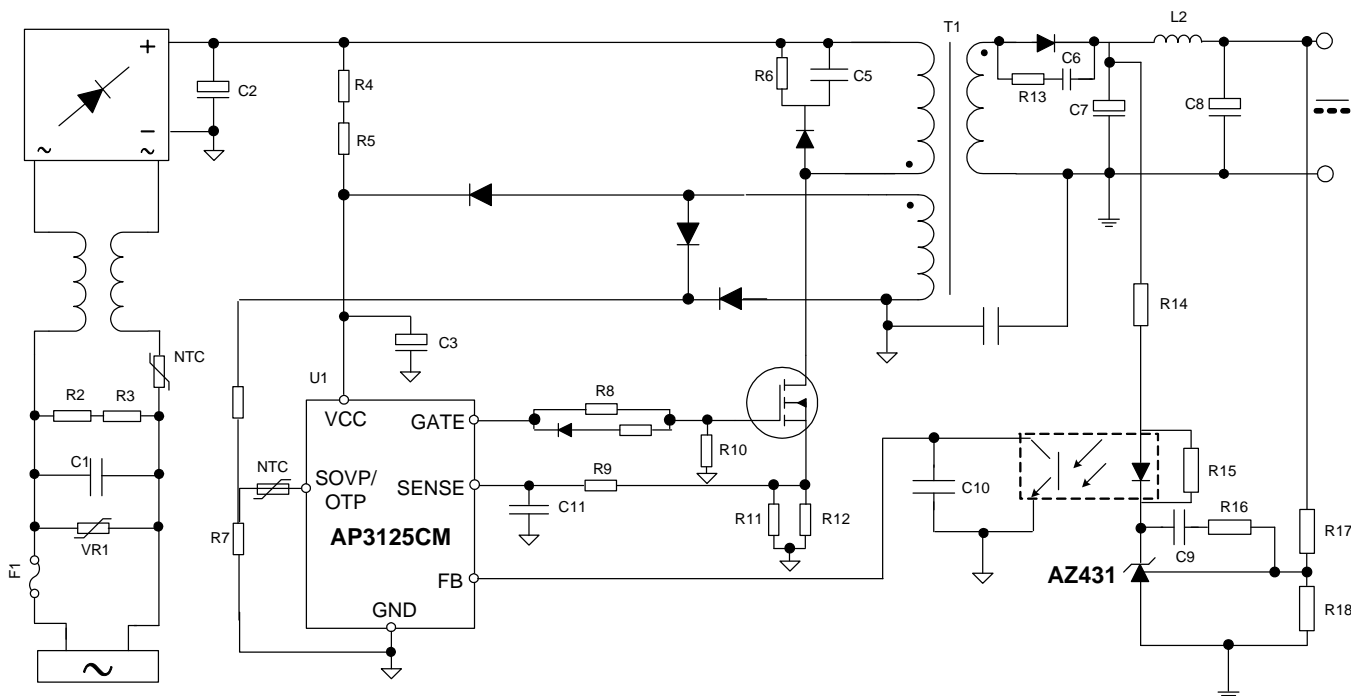 T1
L2
+
C2
R4
R6
C5
C6
R13
C7
C8
R5
−
~
~
NTC
C3
R14
U1
R2
R3
VCC
GATE
R8
R10
C1
NTC
SOVP/
OTP
SENSE
R9
C11
R11
R12
C10
R15
R16
C9
R17
VR1
R7
AP3125CM
F1
FB
AZ431
R18
GND
~